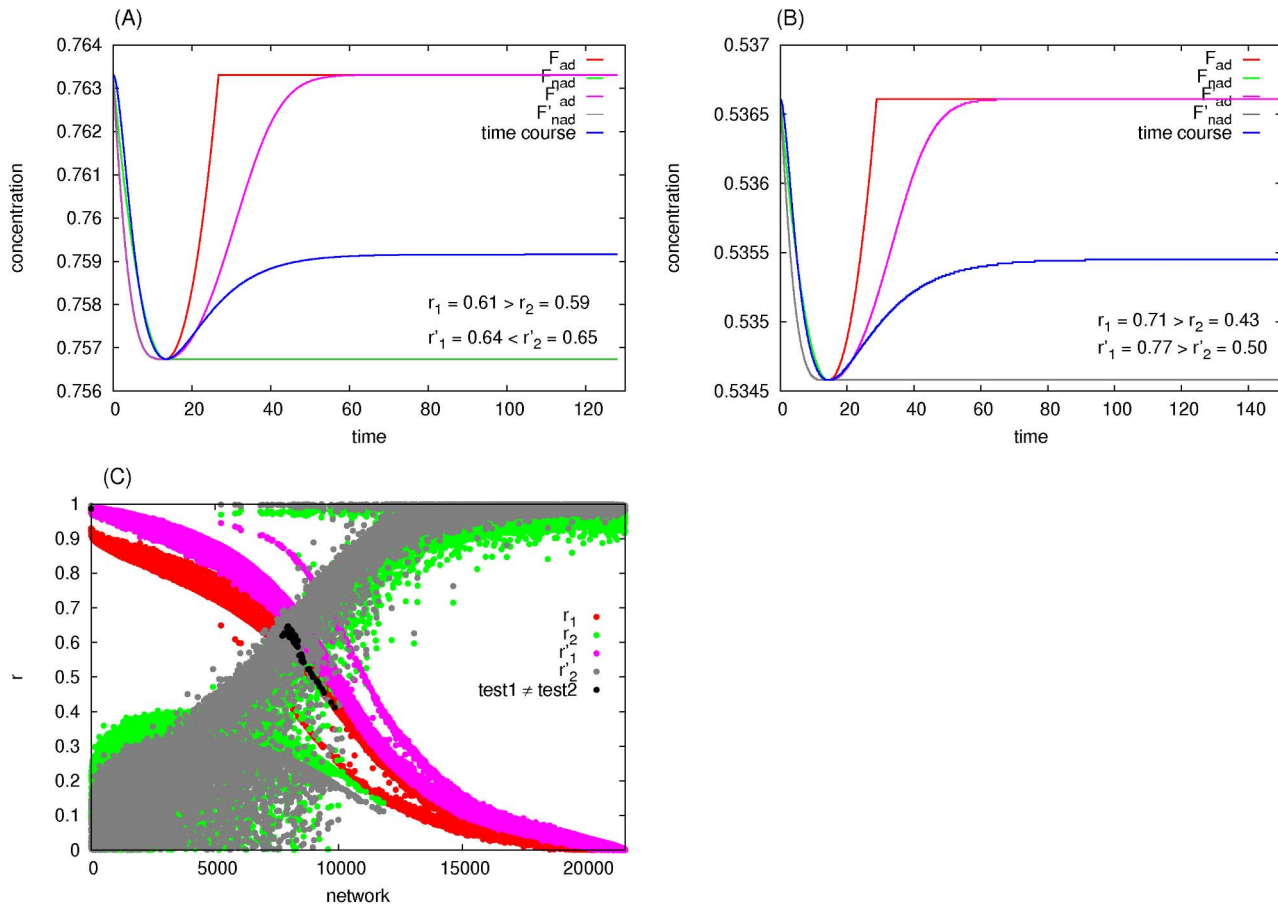 (A)
0.764
0.763
0.762
0.761
0.76
0.759
0.758
0.757
0.756
concentration
0 20 40 60 80 100 120
time
F_ad
F_nad
F'_ad
F'_nad
time course
r_1 = 0.61 > r_2 = 0.59
r'_1 = 0.64 < r'_2 = 0.65
(B)
0.537
0.5365
0.536
0.5355
0.535
0.5345
concentration
0 20 40 60 80 100 120 140
time
F_ad
F_nad
F'_ad
F'_nad
time course
r_1 = 0.71 > r_2 = 0.43
r'_1 = 0.77 > r'_2 = 0.50
(C)
1
0.9
0.8
0.7
0.6
0.5
0.4
0.3
0.2
0.1
0
r
0 5000 10000 15000 20000
network
r_1
r_2
r'_1
r'_2
test1 ≠ test2